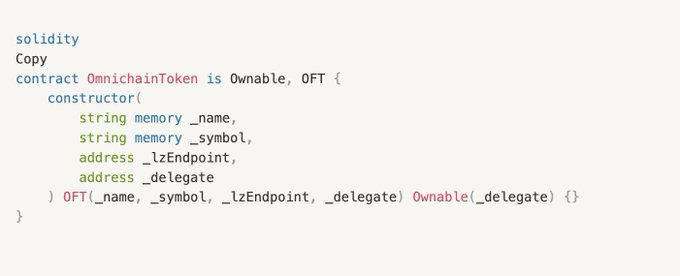 solidity
Copy
contract OmnichainToken is Ownable, OFT {
    constructor(
        string memory _name,
        string memory _symbol,
        address _lzEndpoint,
        address _delegate
    ) OFT(_name, _symbol, _lzEndpoint, _delegate) Ownable(_delegate) {}
}